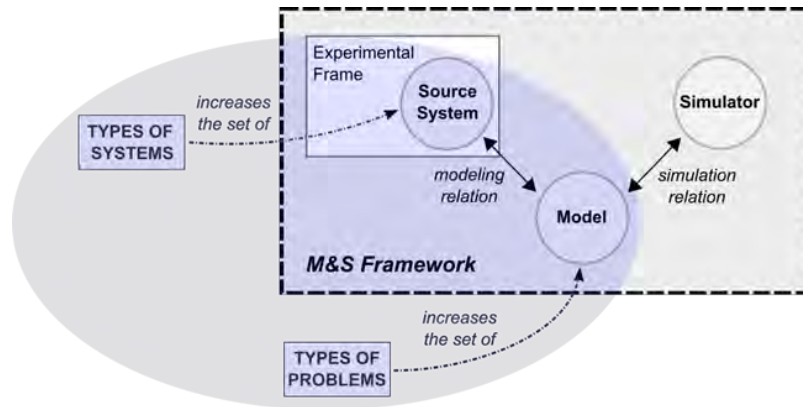 Experimental
Frame
Source
System
Simulator
increases
the set of
TYPES OF
SYSTEMS
modeling
relation
simulation
relation
Model
M&S Framework
increases
the set of
TYPES OF
PROBLEMS